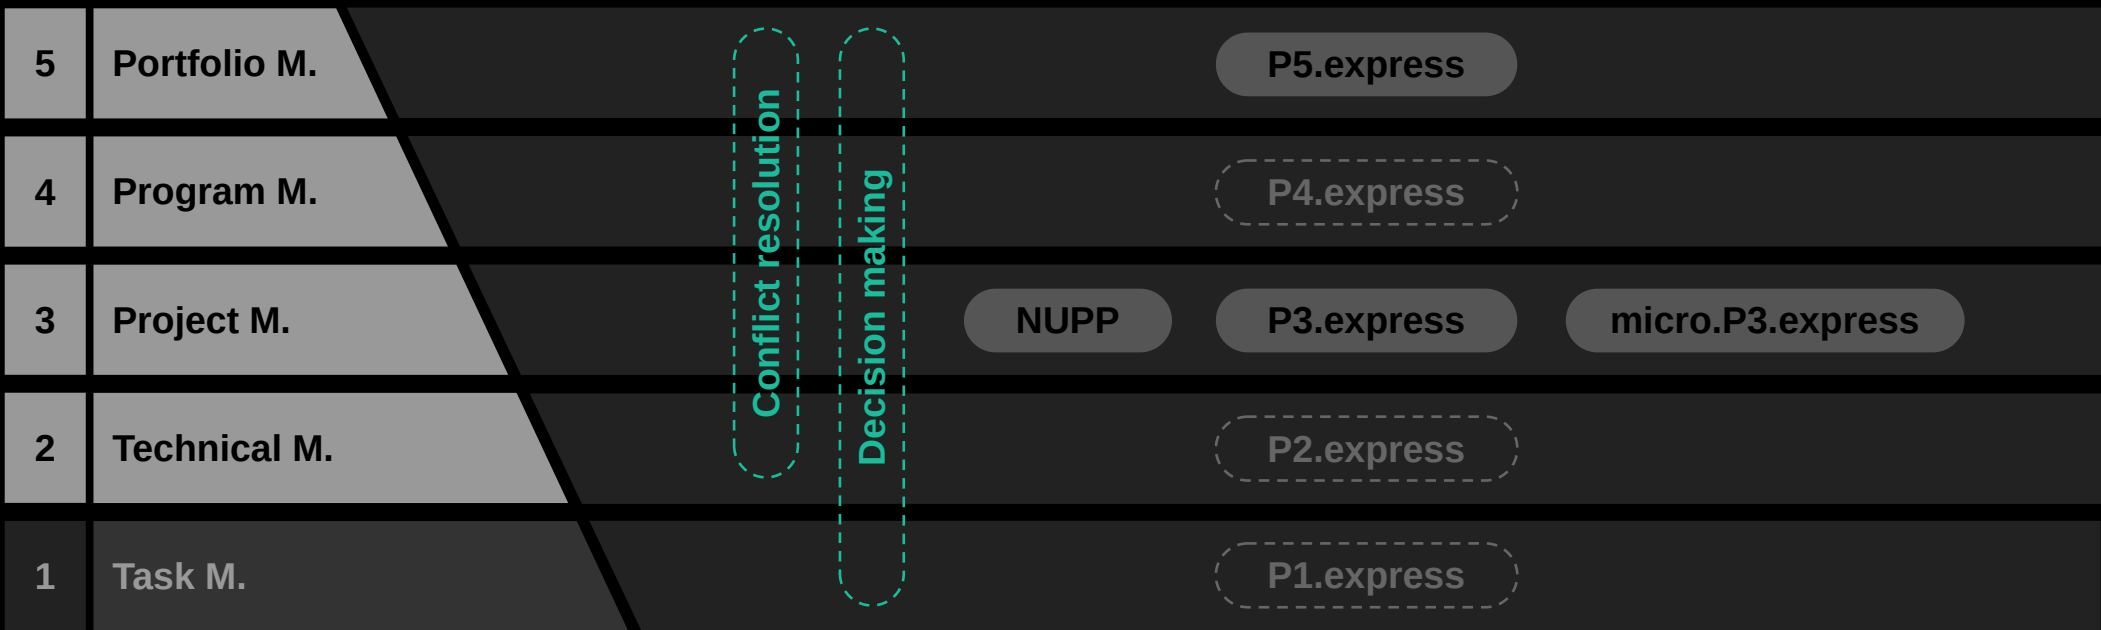 5
Portfolio M.
P5.express
4
Program M.
P4.express
Conflict resolution
Decision making
3
Project M.
NUPP
P3.express
micro.P3.express
2
Technical M.
P2.express
1
Task M.
P1.express